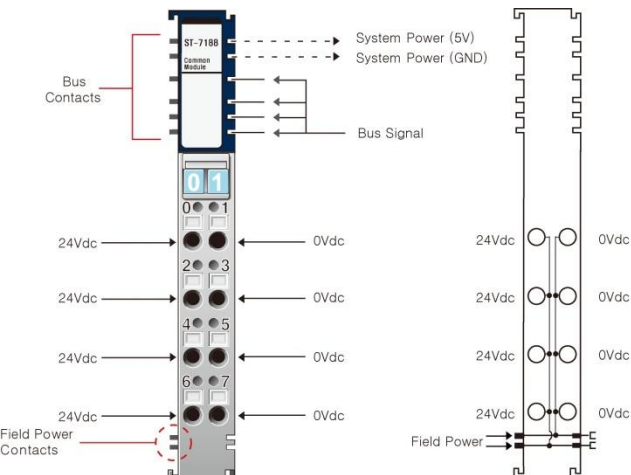 ST-7188
Common
Module
System Power (5V)
System Power (GND)
Bus
Contacts
Bus Signal
01
0 1
24Vdc 0Vdc 24Vdc 0Vdc
2 3
24Vdc 0Vdc 24Vdc 0Vdc
4 5
24Vdc 0Vdc 24Vdc 0Vdc
6 7
24Vdc 0Vdc 24Vdc 0Vdc
Field Power
Contacts
Field Power